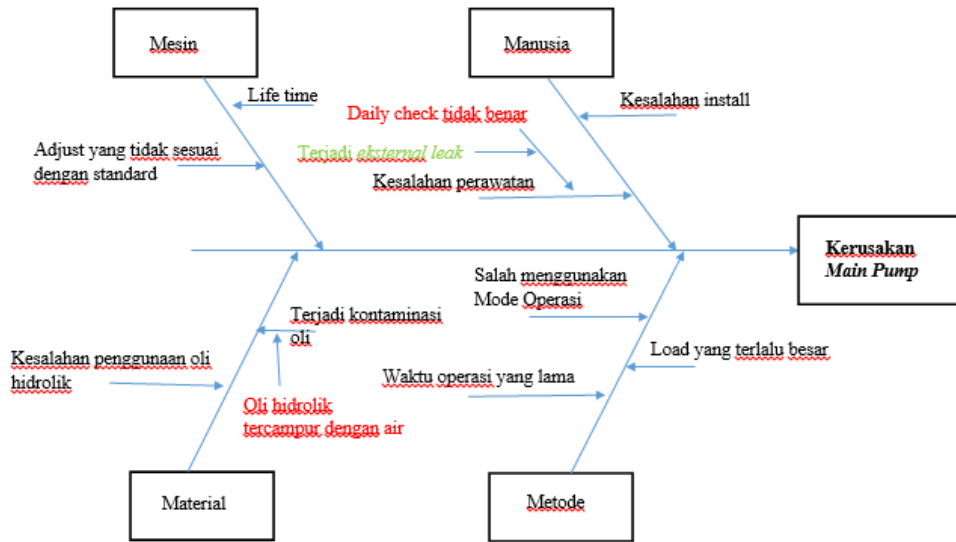 Mesin
Manusia
Life time
Kesalahan install
Daily check tidak benar
Adjust yang tidak sesuai
dengan standard
Terjadi eksternal leak
Kesalahan perawatan
Kerusakan
Main Pump
Salah menggunakan
Mode Operasi
Terjadi kontaminasi
oli
Kesalahan penggunaan oli
hidrolik
Load yang terlalu besar
Waktu operasi yang lama
Oli hidrolik
tercampur dengan air
Material
Metode